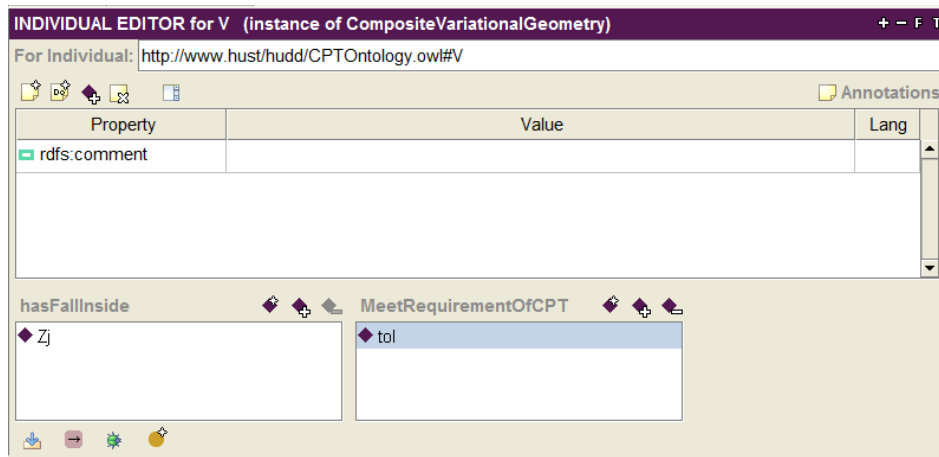 INDIVIDUAL EDITOR for V (instance of CompositeVariationalGeometry) + − F T
For Individual: http://www.hust/hudd/CPTOntology.owl#V
Annotations
Property Value Lang
rdfs:comment
hasFallInside MeetRequirementOfCPT
Zj tol